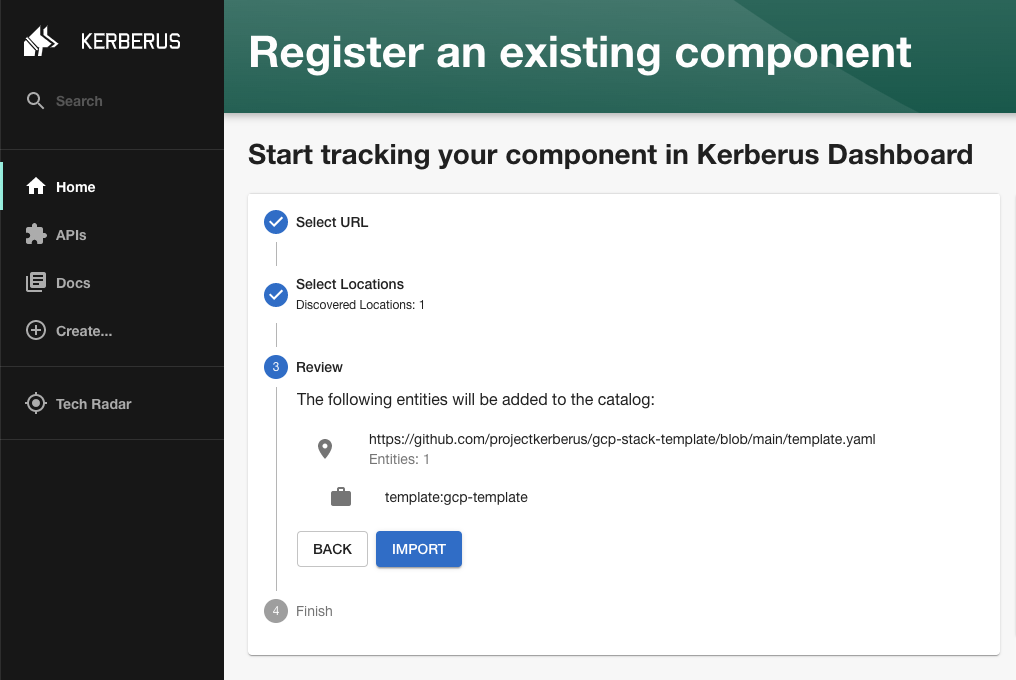 KERBERUS
Search
Home
APIs
Docs
Create...
Tech Radar
Register an existing component
Start tracking your component in Kerberus Dashboard
Select URL
Select Locations
Discovered Locations: 1
3 Review
The following entities will be added to the catalog:
https://github.com/projectkerberus/gcp-stack-template/blob/main/template.yaml
Entities: 1
template:gcp-template
BACK IMPORT
4 Finish